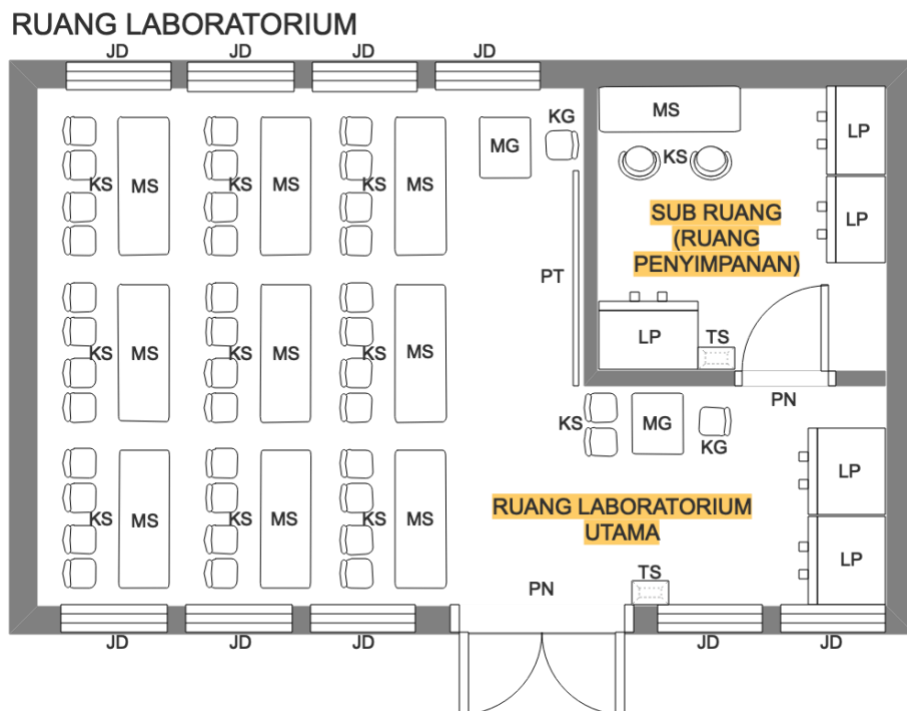 RUANG LABORATORIUM
JD JD JD JD
MS
KG
MG
LP
KS MS KS MS KS MS
KS
LP
SUB RUANG
(RUANG
PENYIMPANAN)
PT
KS MS KS MS KS MS
LP
TS
PN
KS
MG
KG
LP
RUANG LABORATORIUM
UTAMA
KS MS KS MS KS MS
LP
TS
PN
JD JD JD JD JD